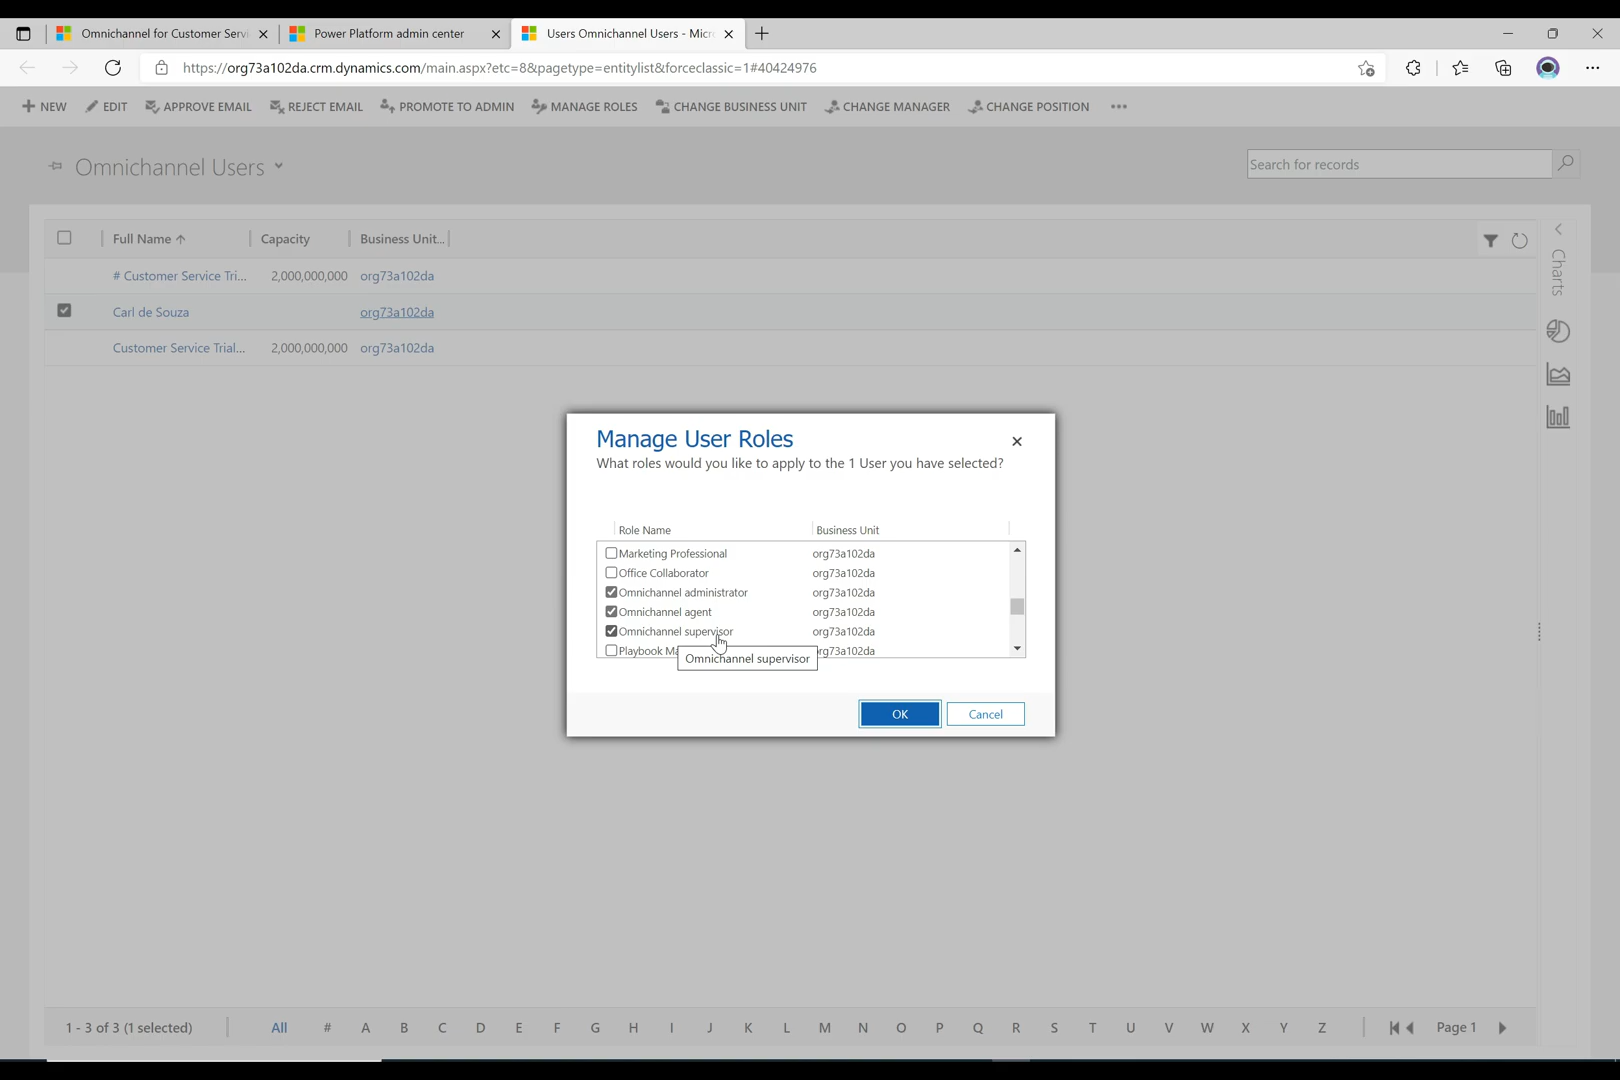 Omnichannel for Customer Servi
Power Platform admin center
Users Omnichannel Users - Micr
https://org73a102da.crm.dynamics.com/main.aspx?etc=8&pagetype=entitylist&forceclassic=1#40424976
NEW EDIT APPROVE EMAIL REJECT EMAIL PROMOTE TO ADMIN MANAGE ROLES CHANGE BUSINESS UNIT CHANGE MANAGER CHANGE POSITION
Omnichannel Users
Search for records
Full Name Capacity Business Unit...
# Customer Service Tri... 2,000,000,000 org73a102da
Carl de Souza org73a102da
Customer Service Trial... 2,000,000,000 org73a102da
Charts
Manage User Roles
What roles would you like to apply to the 1 User you have selected?
Role Name Business Unit
Marketing Professional org73a102da
Office Collaborator org73a102da
Omnichannel administrator org73a102da
Omnichannel agent org73a102da
Omnichannel supervisor org73a102da
Playbook Ma rg73a102da
Omnichannel supervisor
OK Cancel
1 - 3 of 3 (1 selected) All # A B C D E F G H I J K L M N O P Q R S T U V W X Y Z Page 1